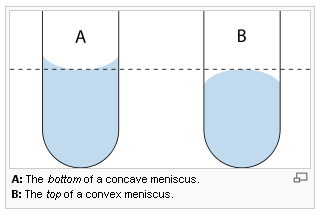 A
B
A: The bottom of a concave meniscus.
B: The top of a convex meniscus.